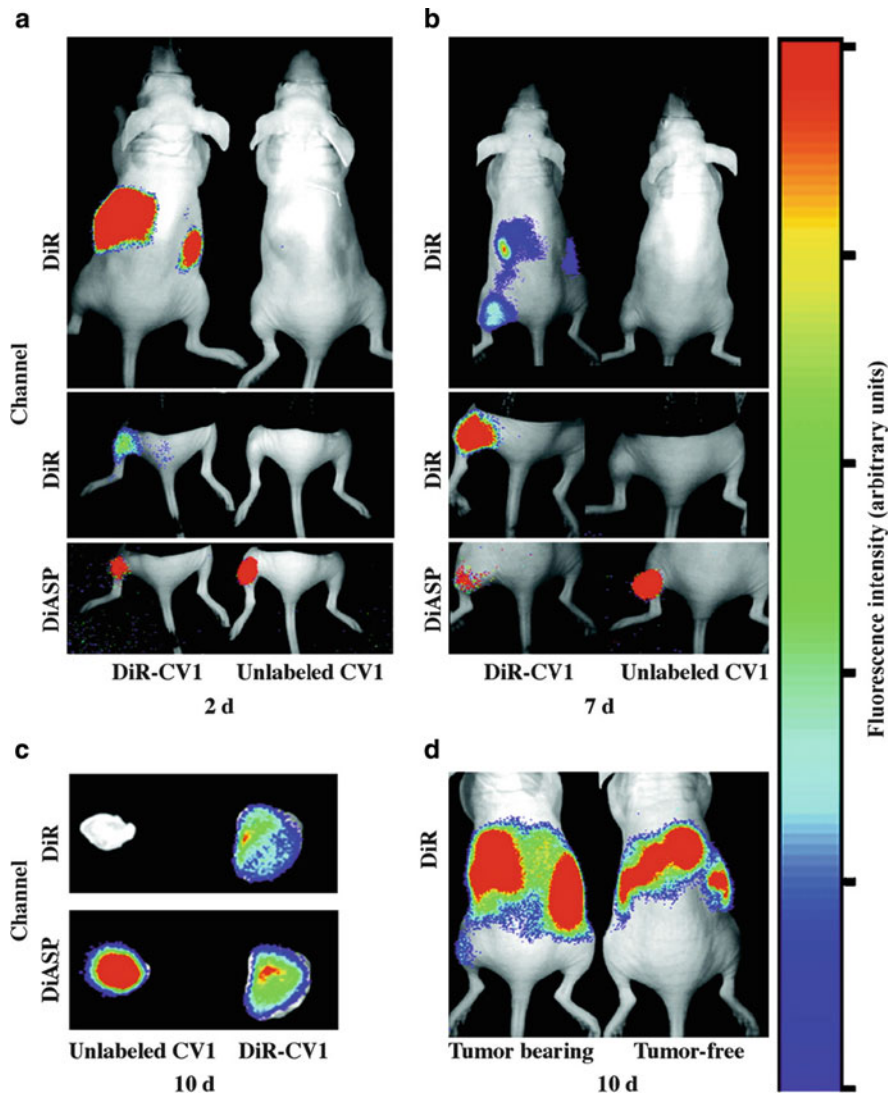 a
b
DiR
DiR
Channel
DiR
DiR
DiASP
DiASP
DiR-CV1 Unlabeled CV1
2 d
DiR-CV1 Unlabeled CV1
7 d
Fluorescence intensity (arbitrary units)
c
d
DiR
DiR
Channel
DiASP
Unlabeled CV1 DiR-CV1
10 d
Tumor bearing Tumor-free
10 d